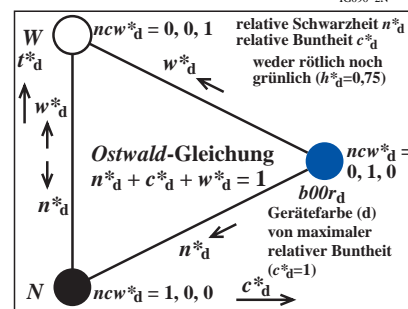 W ncw*d = 0, 0, 1
relative Schwarzheit n*d
relative Buntheit c*d
weder rötlich noch
grünlich (h*d=0,75)
t*d
w*d
w*d
n*d
Ostwald-Gleichung
n*d + c*d + w*d = 1
ncw*d =
0, 1, 0
b00rd
Gerätefarbe (d)
von maximaler
relativer Buntheit
(c*d=1)
n*d
N ncw*d = 1, 0, 0
c*d